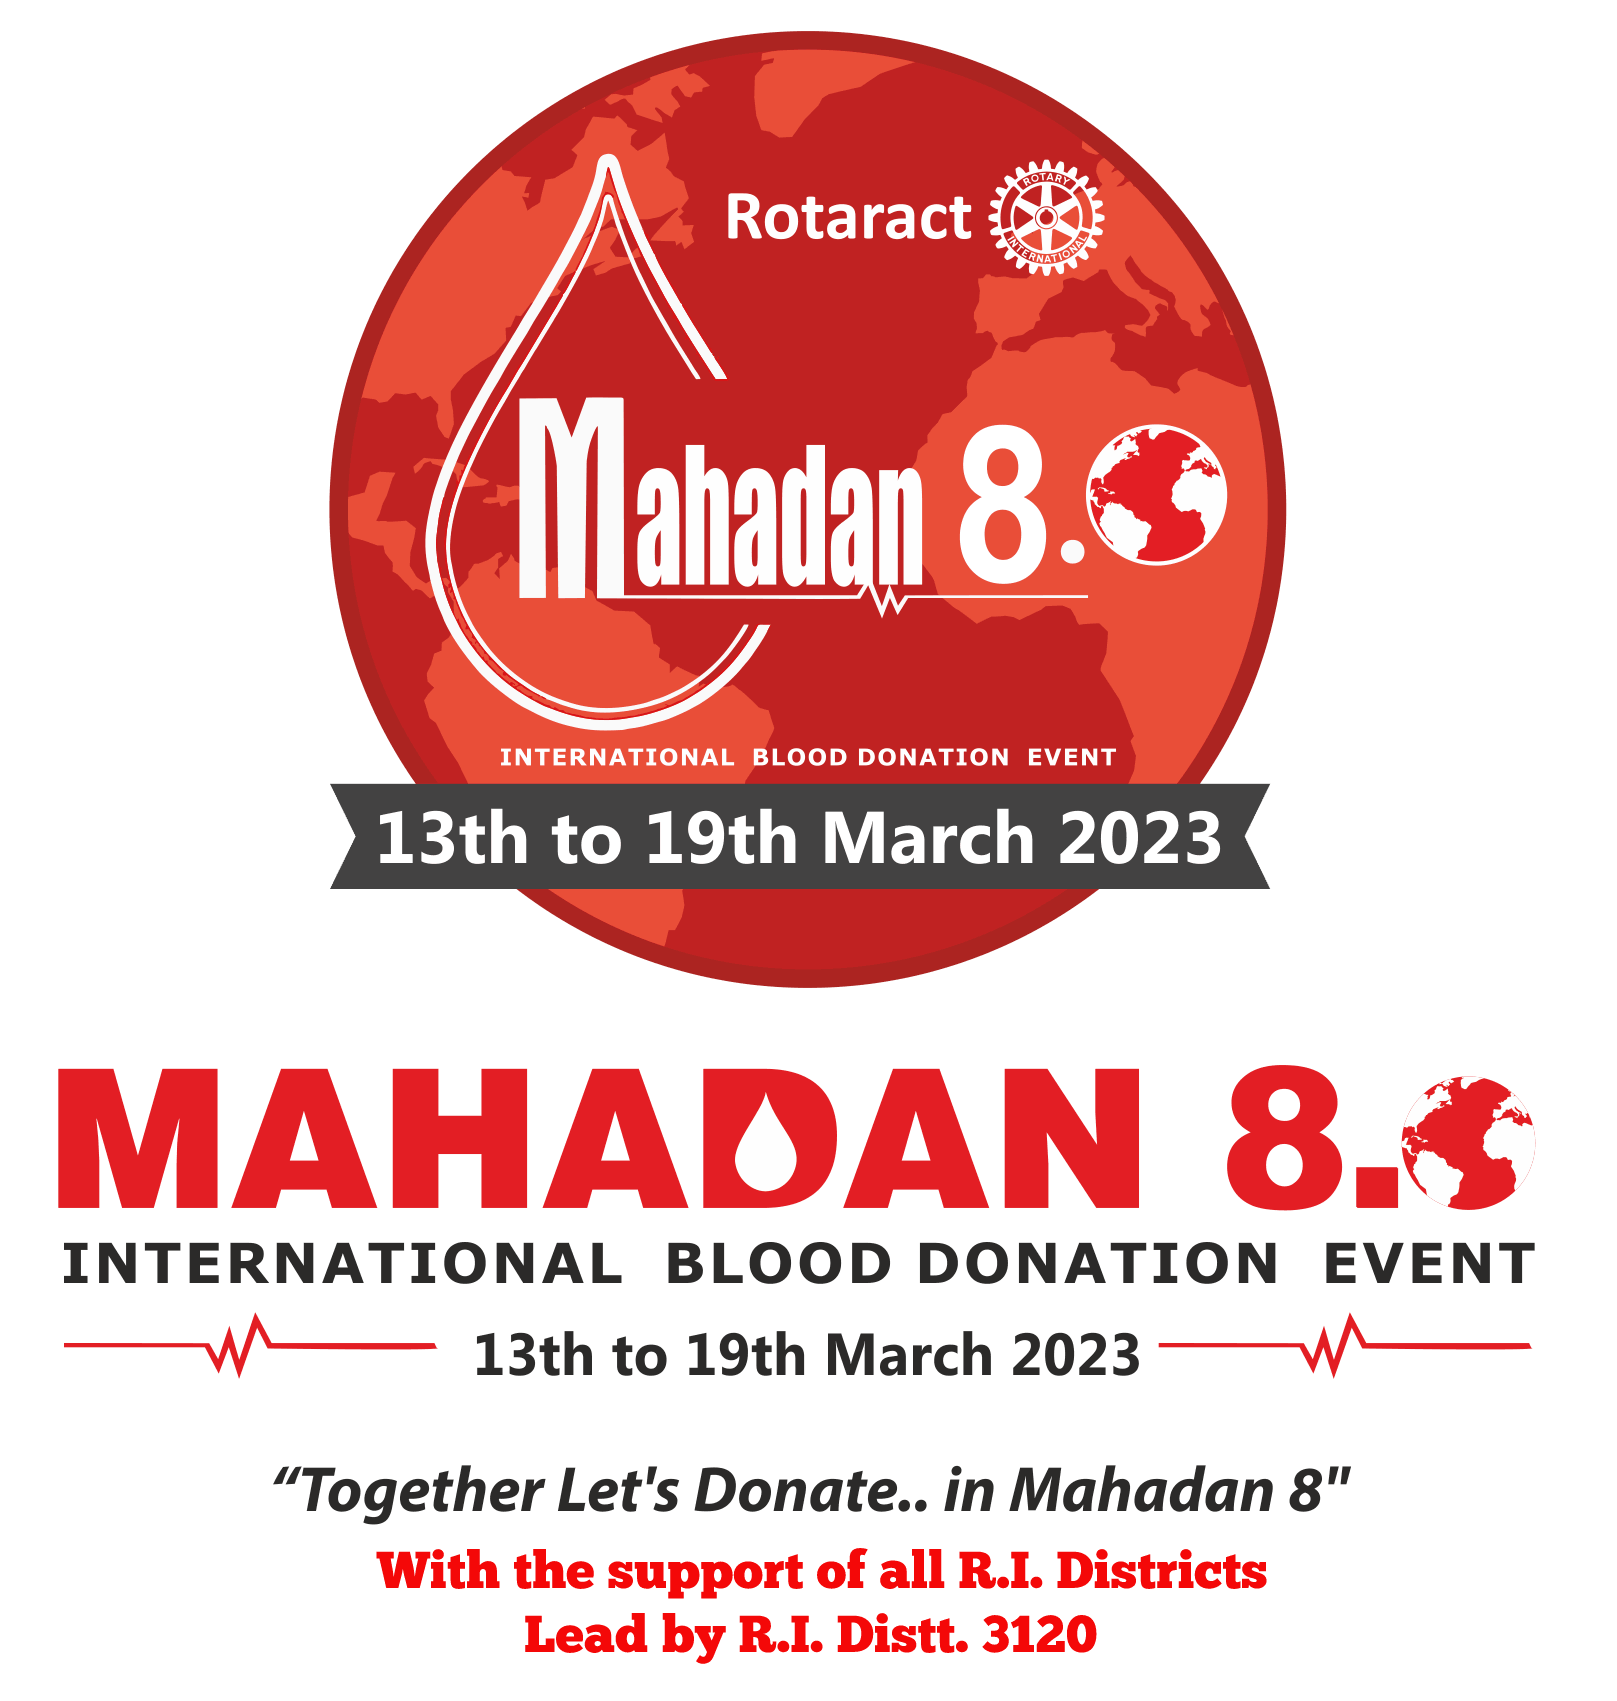 Rotaract
ROTARY
INTERNATIONAL
Mahadan 8.0
INTERNATIONAL BLOOD DONATION EVENT
13th to 19th March 2023
MAHADAN 8.0
INTERNATIONAL BLOOD DONATION EVENT
13th to 19th March 2023
“Together Let's Donate.. in Mahadan 8"
With the support of all R.I. Districts
Lead by R.I. Distt. 3120